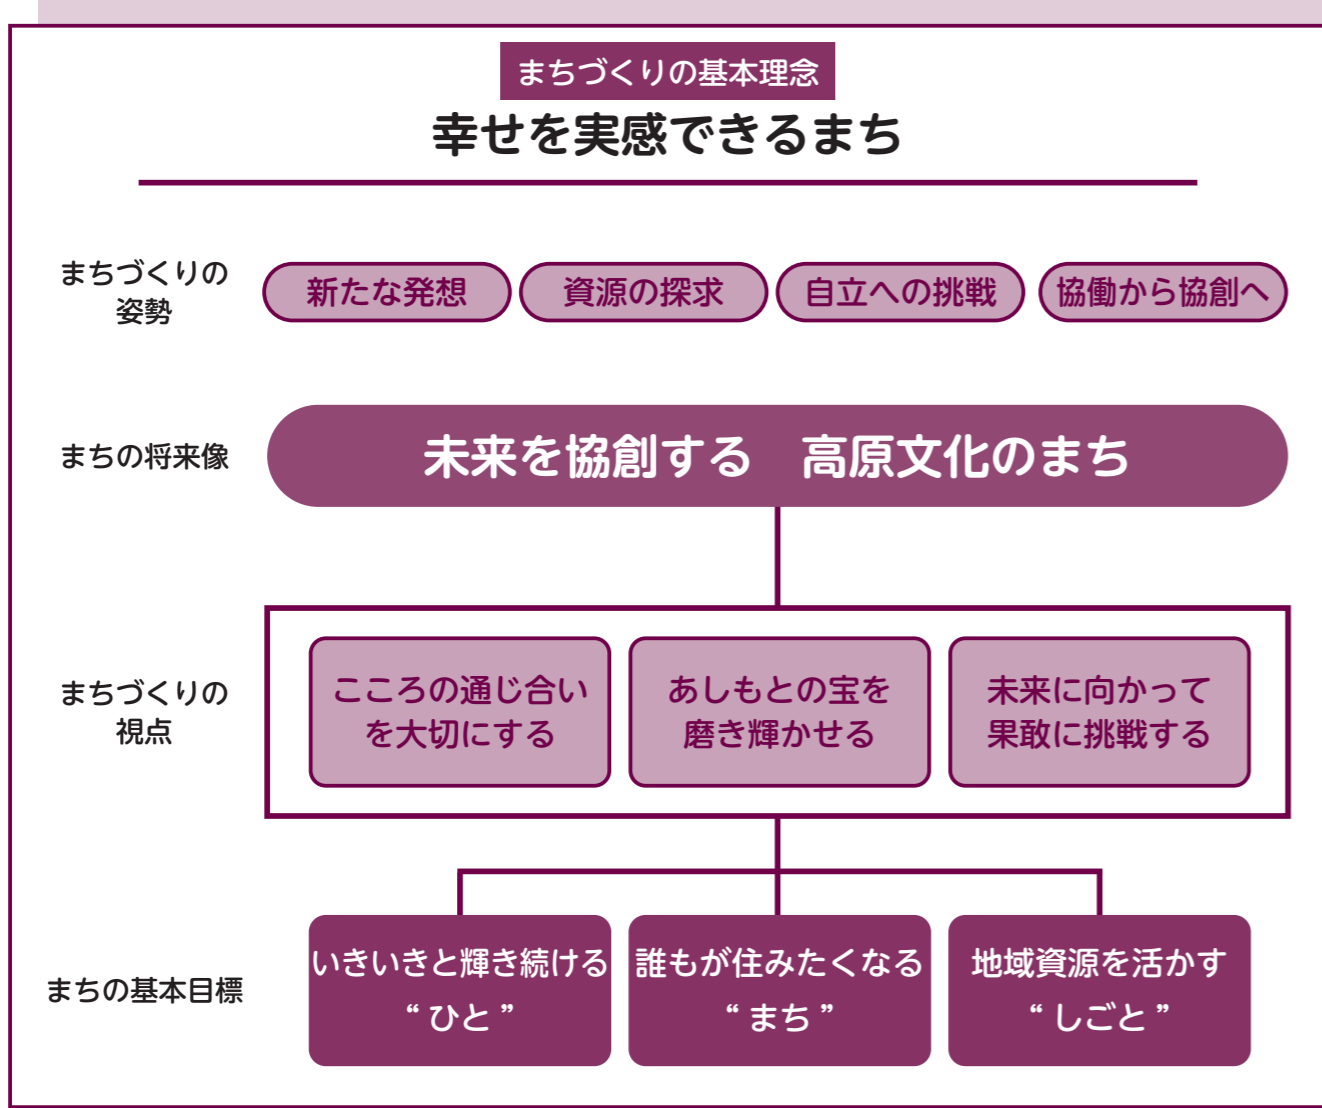 まちづくりの基本理念
幸せを実感できるまち
まちづくりの
姿勢
新たな発想
資源の探求
自立への挑戦
協働から協創へ
まちの将来像
未来を協創する　高原文化のまち
まちづくりの
視点
こころの通じ合い
を大切にする
あしもとの宝を
磨き輝かせる
未来に向かって
果敢に挑戦する
まちの基本目標
いきいきと輝き続ける
“ ひと ”
誰もが住みたくなる
“ まち ”
地域資源を活かす
“ しごと ”